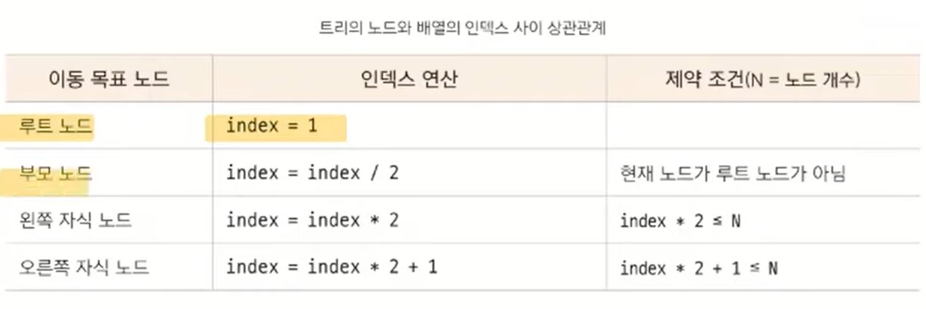 트리의 노드와 배열의 인덱스 사이 상관관계
이동 목표 노드 인덱스 연산 제약 조건(N = 노드 개수)
루트 노드 index = 1
부모 노드 index = index / 2 현재 노드가 루트 노드가 아님
왼쪽 자식 노드 index = index * 2 index * 2 ≤ N
오른쪽 자식 노드 index = index * 2 + 1 index * 2 + 1 ≤ N